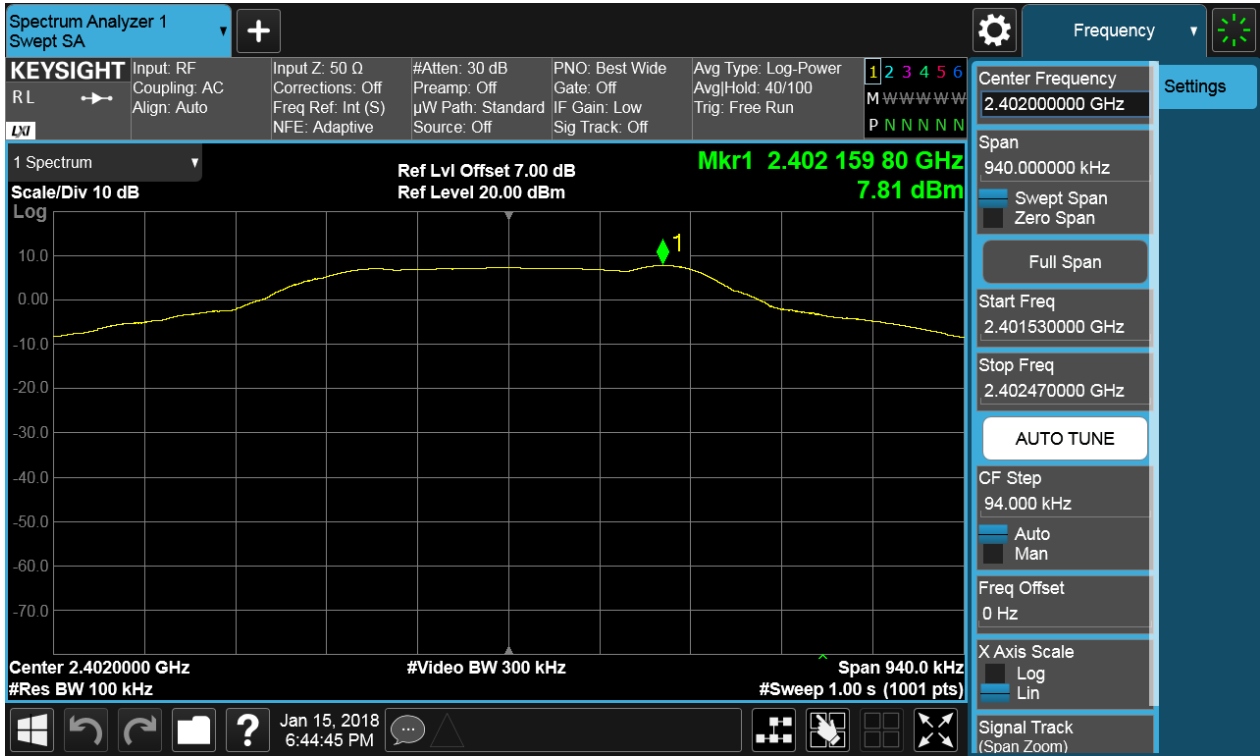 Spectrum Analyzer 1
Swept SA
+
Frequency
KEYSIGHT
RL
LXI
Input: RF
Coupling: AC
Align: Auto
Input Z: 50 Ω
Corrections: Off
Freq Ref: Int (S)
NFE: Adaptive
#Atten: 30 dB
Preamp: Off
µW Path: Standard
Source: Off
PNO: Best Wide
Gate: Off
IF Gain: Low
Sig Track: Off
Avg Type: Log-Power
Avg|Hold: 40/100
Trig: Free Run
1 2 3 4 5 6
M W W W W W
P N N N N N
1 Spectrum
Scale/Div 10 dB
Log
Ref Lvl Offset 7.00 dB
Ref Level 20.00 dBm
Mkr1 2.402 159 80 GHz
7.81 dBm
1
10.0
0.00
-10.0
-20.0
-30.0
-40.0
-50.0
-60.0
-70.0
Center 2.4020000 GHz
#Video BW 300 kHz
Span 940.0 kHz
#Res BW 100 kHz
#Sweep 1.00 s (1001 pts)
?
Jan 15, 2018
6:44:45 PM
Center Frequency
2.402000000 GHz
Settings
Span
940.000000 kHz
Swept Span
Zero Span
Full Span
Start Freq
2.401530000 GHz
Stop Freq
2.402470000 GHz
AUTO TUNE
CF Step
94.000 kHz
Auto
Man
Freq Offset
0 Hz
X Axis Scale
Log
Lin
Signal Track
(Span Zoom)